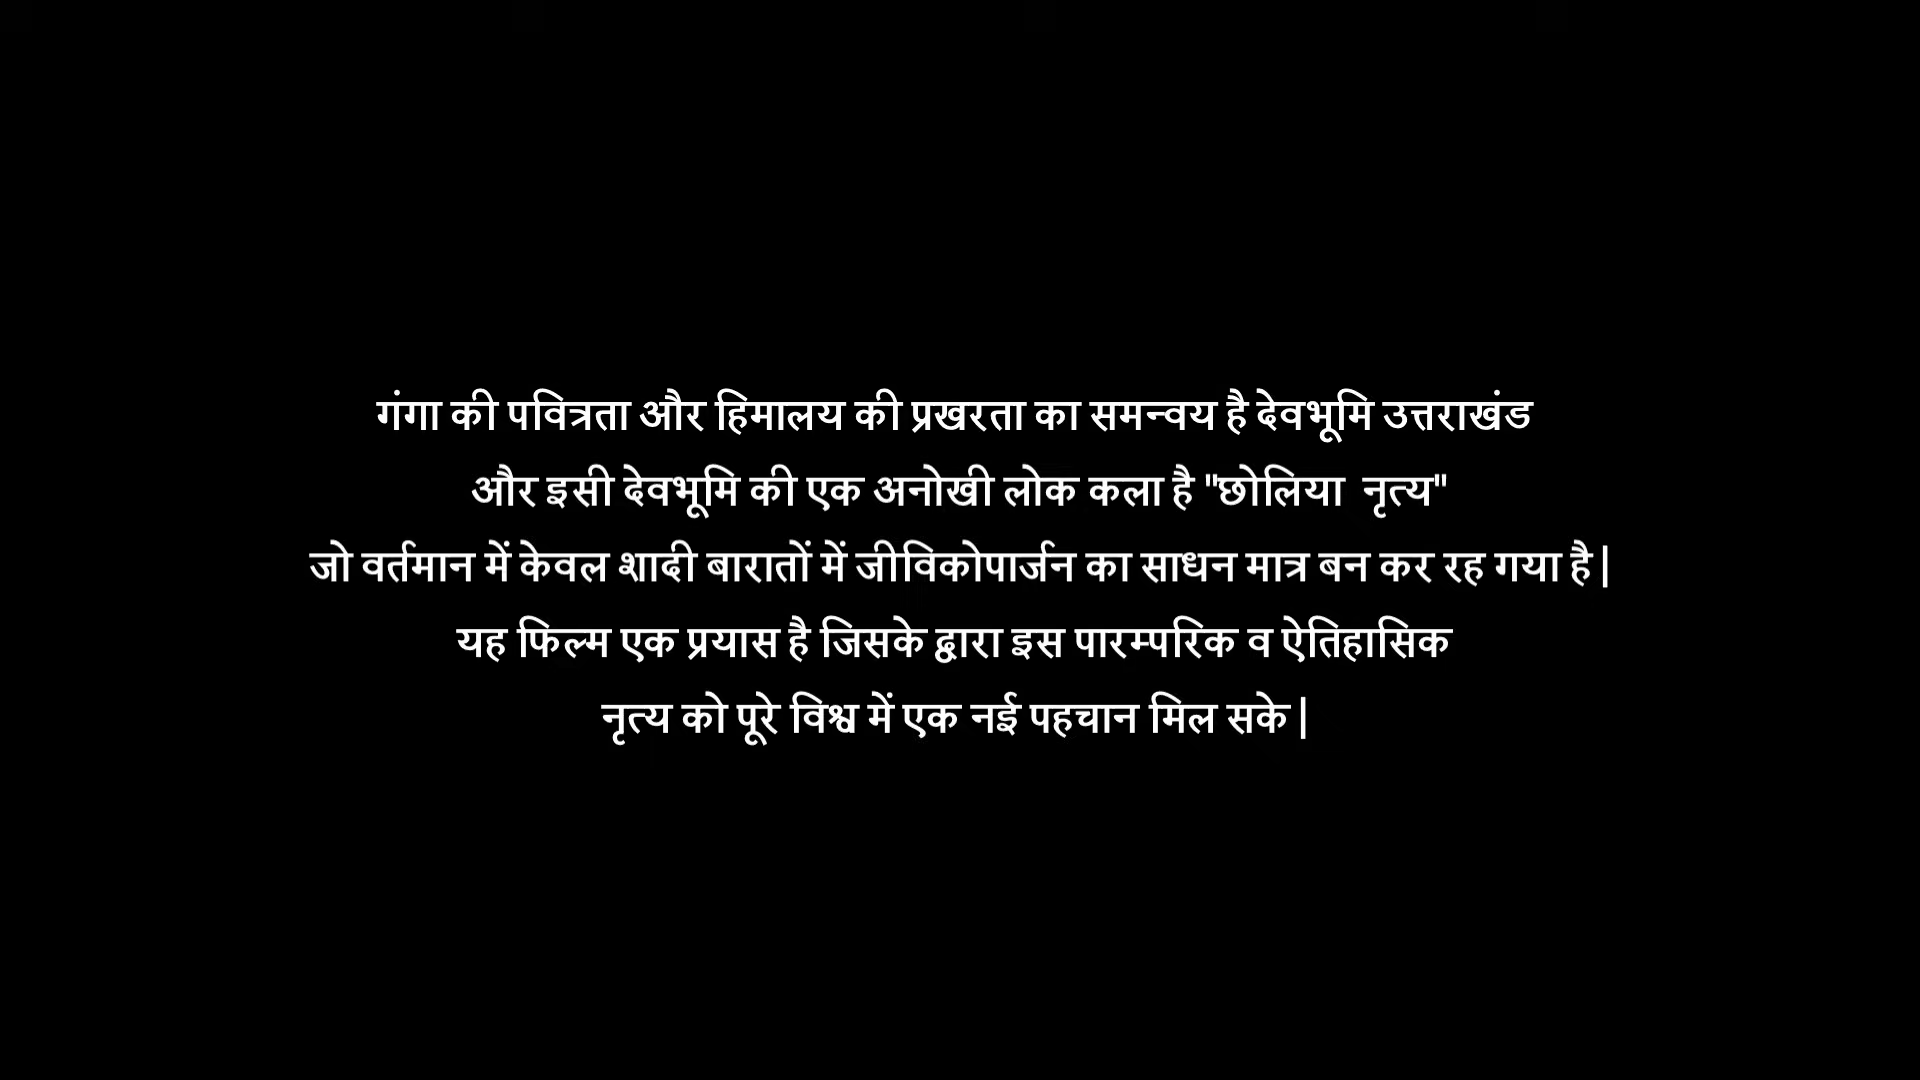 गंगा की पवित्रता और हिमालय की प्रखरता का समन्वय है देवभूमि उत्तराखंड
और इसी देवभूमि की एक अनोखी लोक कला है "छोलिया  नृत्य"
जो वर्तमान में केवल शादी बारातों में जीविकोपार्जन का साधन मात्र बन कर रह गया है|
यह फिल्म एक प्रयास है जिसके द्वारा इस पारम्परिक व ऐतिहासिक
नृत्य को पूरे विश्व में एक नई पहचान मिल सके|